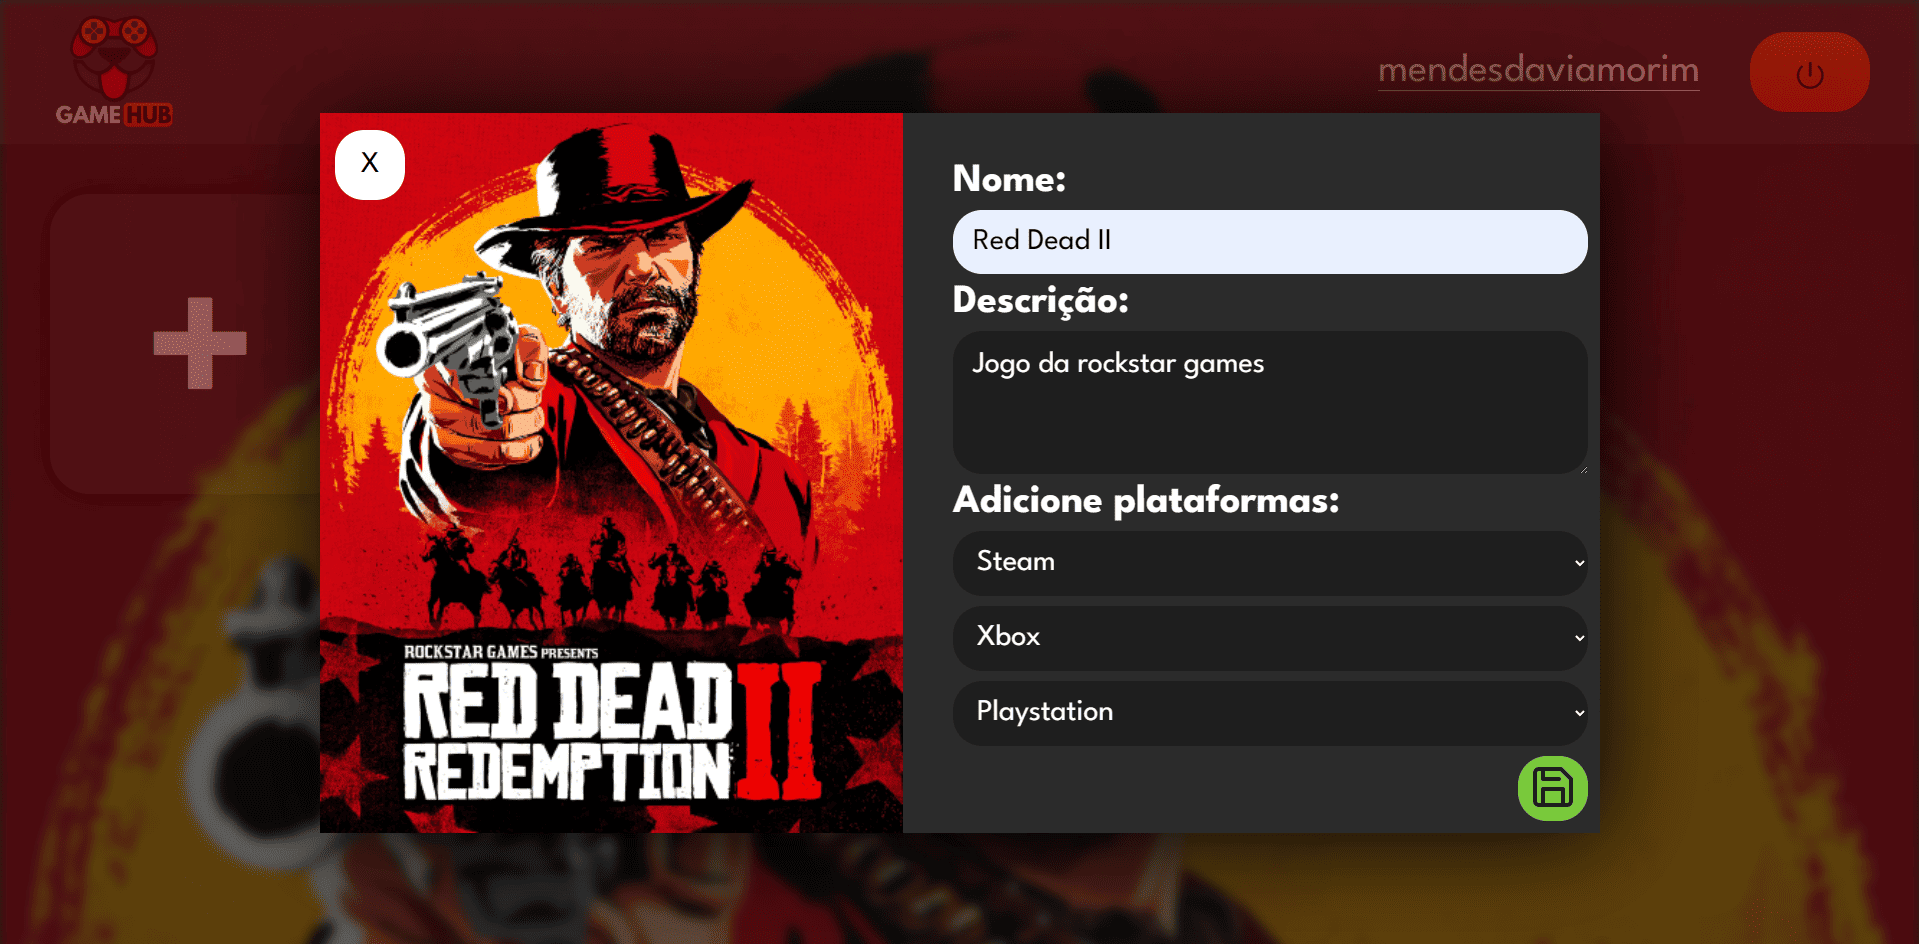 GAME HUB
mendesdaviamorim
X
ROCKSTAR GAMES PRESENTS
RED DEAD
REDEMPTION II
Nome:
Red Dead II
Descrição:
Jogo da rockstar games
Adicione plataformas:
Steam
Xbox
Playstation